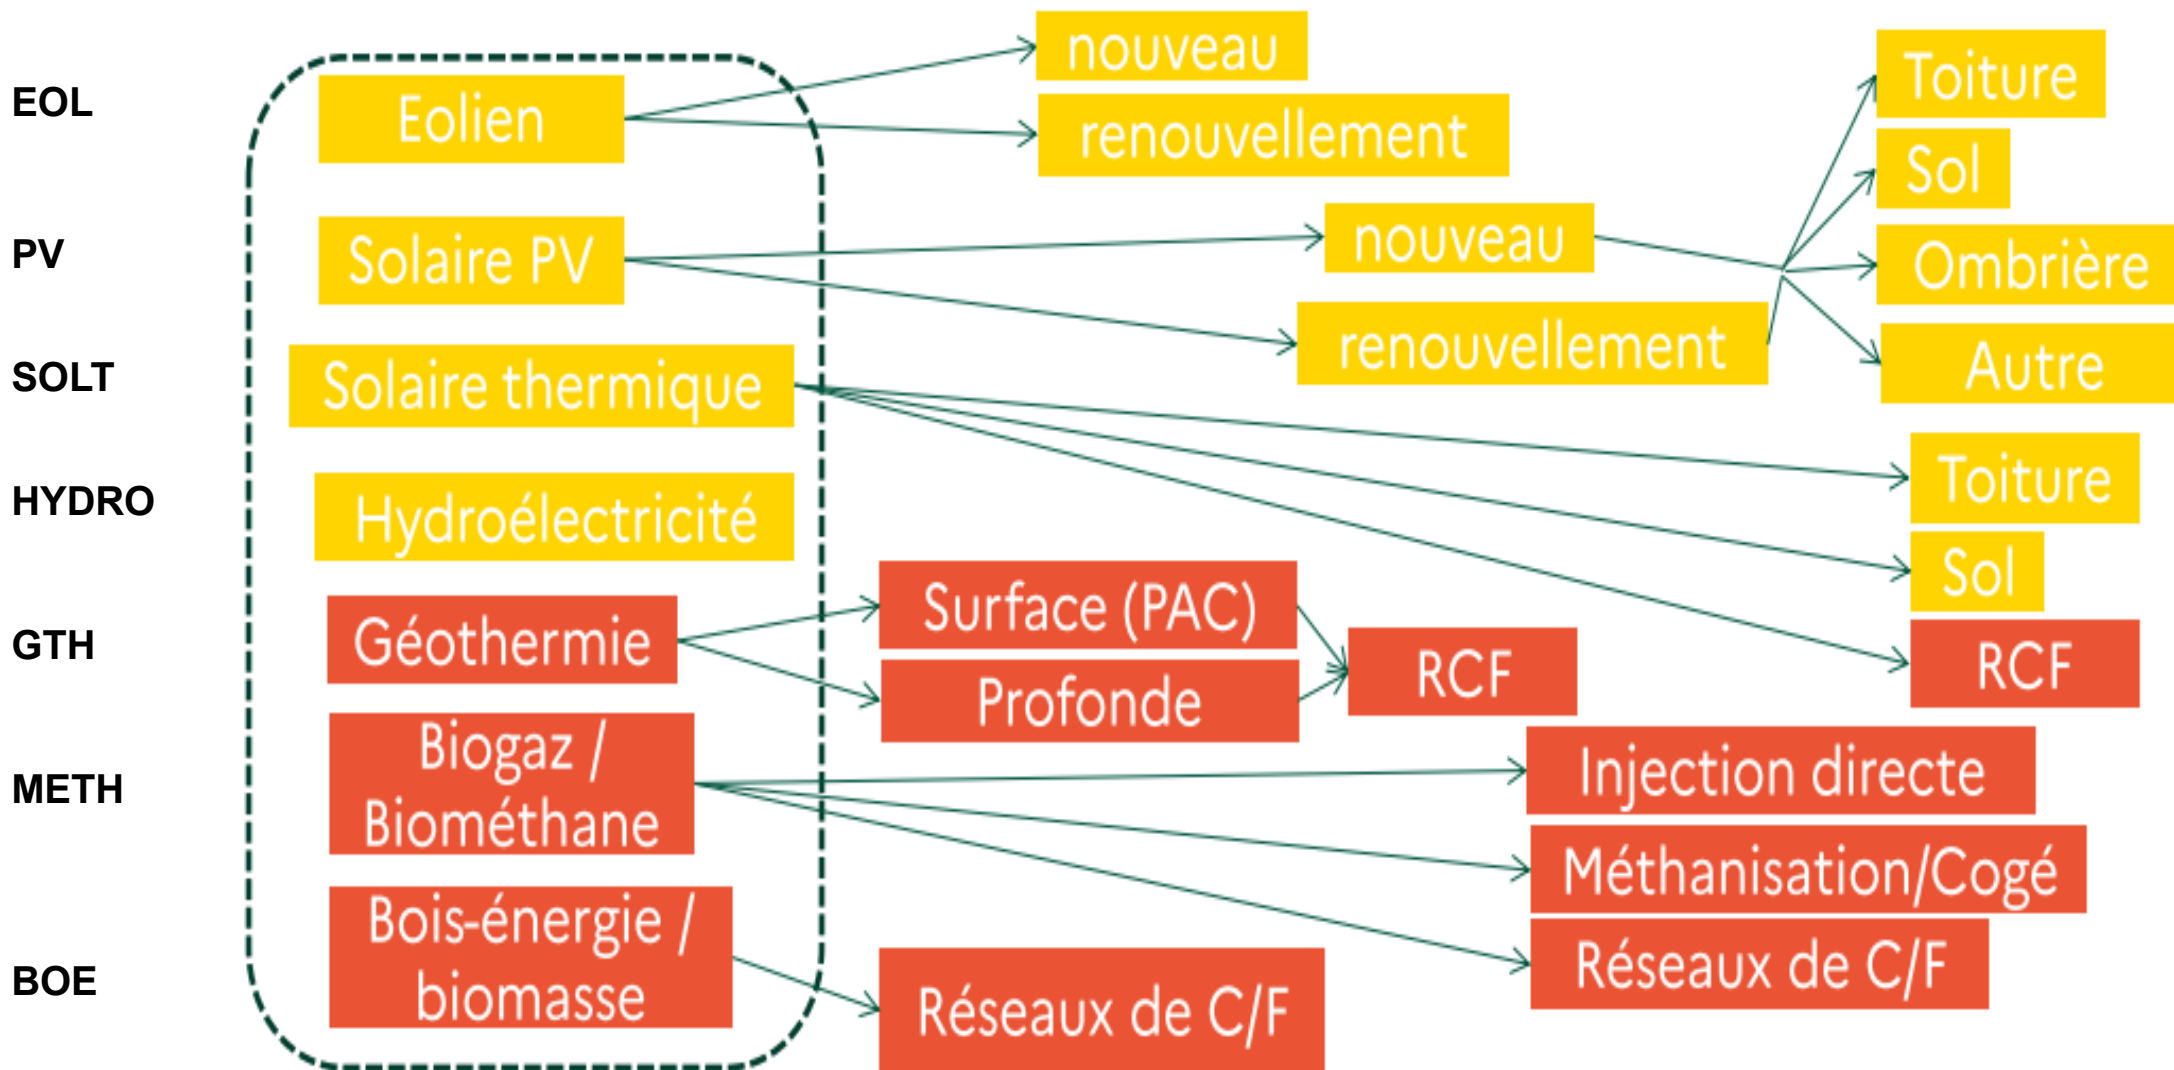 EOL
Eolien
nouveau
renouvellement
PV
Solaire PV
nouveau
renouvellement
Toiture
Sol
Ombrière
Autre
SOLT
Solaire thermique
Toiture
Sol
RCF
HYDRO
Hydroélectricité
GTH
Géothermie
Surface (PAC)
Profonde
RCF
METH
Biogaz /
Biométhane
Injection directe
Méthanisation/Cogé
Réseaux de C/F
BOE
Bois-énergie /
biomasse
Réseaux de C/F